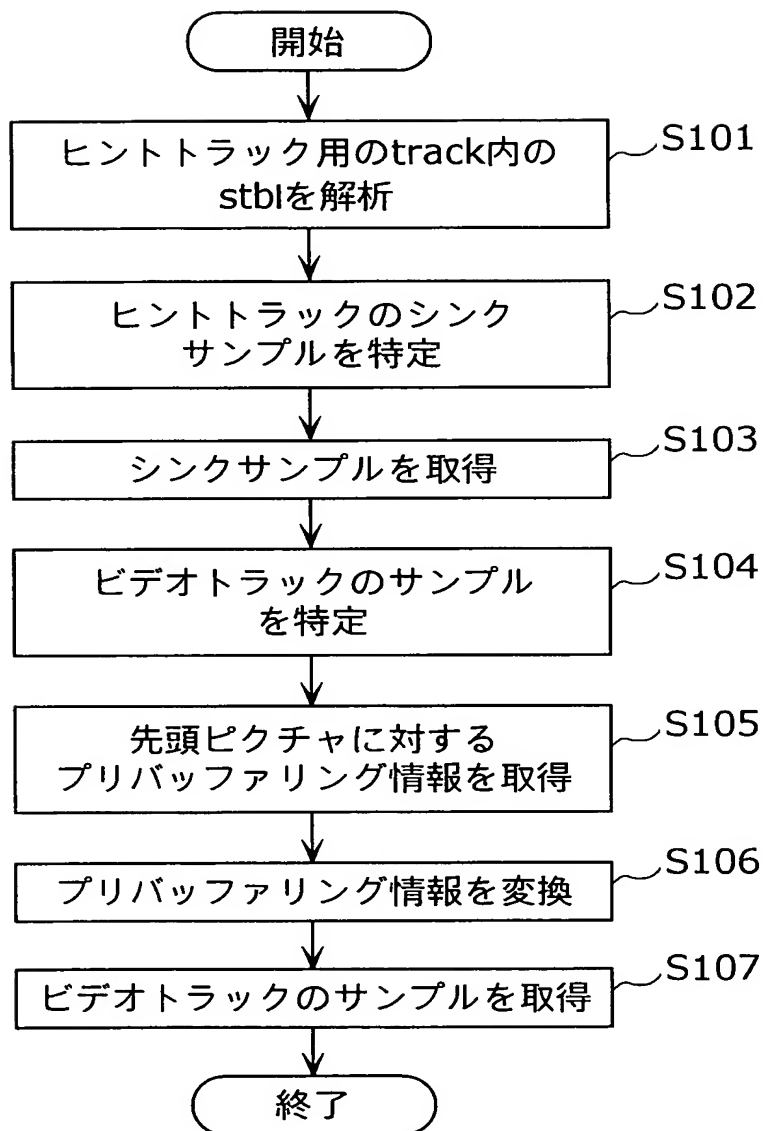 開始
ヒントトラック用のtrack内の
stblを解析
S101
ヒントトラックのシンク
サンプルを特定
S102
シンクサンプルを取得
S103
ビデオトラックのサンプル
を特定
S104
先頭ピクチャに対する
プリバッファリング情報を取得
S105
プリバッファリング情報を変換
S106
ビデオトラックのサンプルを取得
S107
終了